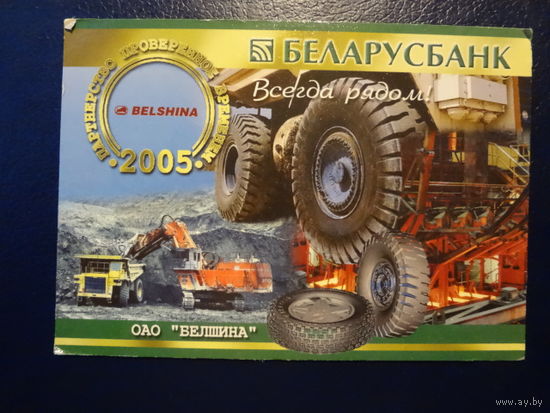 БЕЛАРУСБАНК
Всегда рядом!
ПАРТНЕРСТВО ПРОВЕРЕННОЕ ВРЕМЕНЕМ
BELSHINA
2005
ОАО "БЕЛШИНА"
© www.ay.by